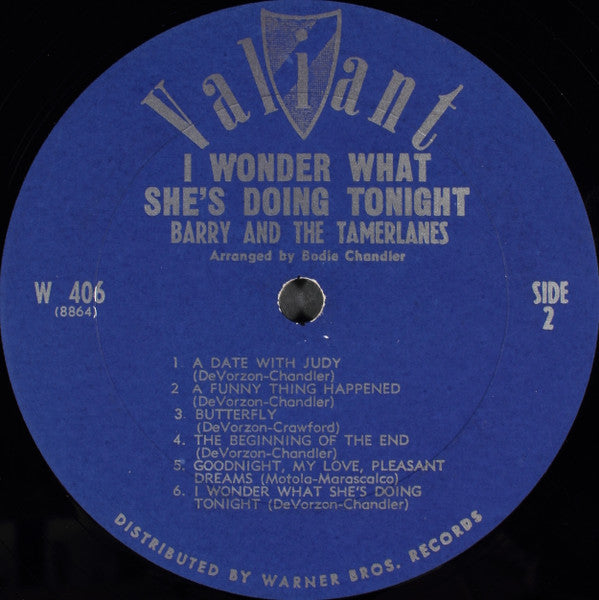 Valiant
I WONDER WHAT
SHE'S DOING TONIGHT
BARRY AND THE TAMERLANES
Arranged by Bodie Chandler
W 406
(8864)
SIDE
2
1 A DATE WITH JUDY
(DeVorzon-Chandler)
2 A FUNNY THING HAPPENED
(DeVorzon-Chandler)
3. BUTTERFLY
(DeVorzon-Crawford)
4. THE BEGINNING OF THE END
(DeVorzon-Chandler)
5. GOODNIGHT, MY LOVE, PLEASANT
DREAMS (Motola-Marascalco)
6. I WONDER WHAT SHE'S DOING
TONIGHT (DeVorzon-Chandler)
DISTRIBUTED BY WARNER BROS. RECORDS